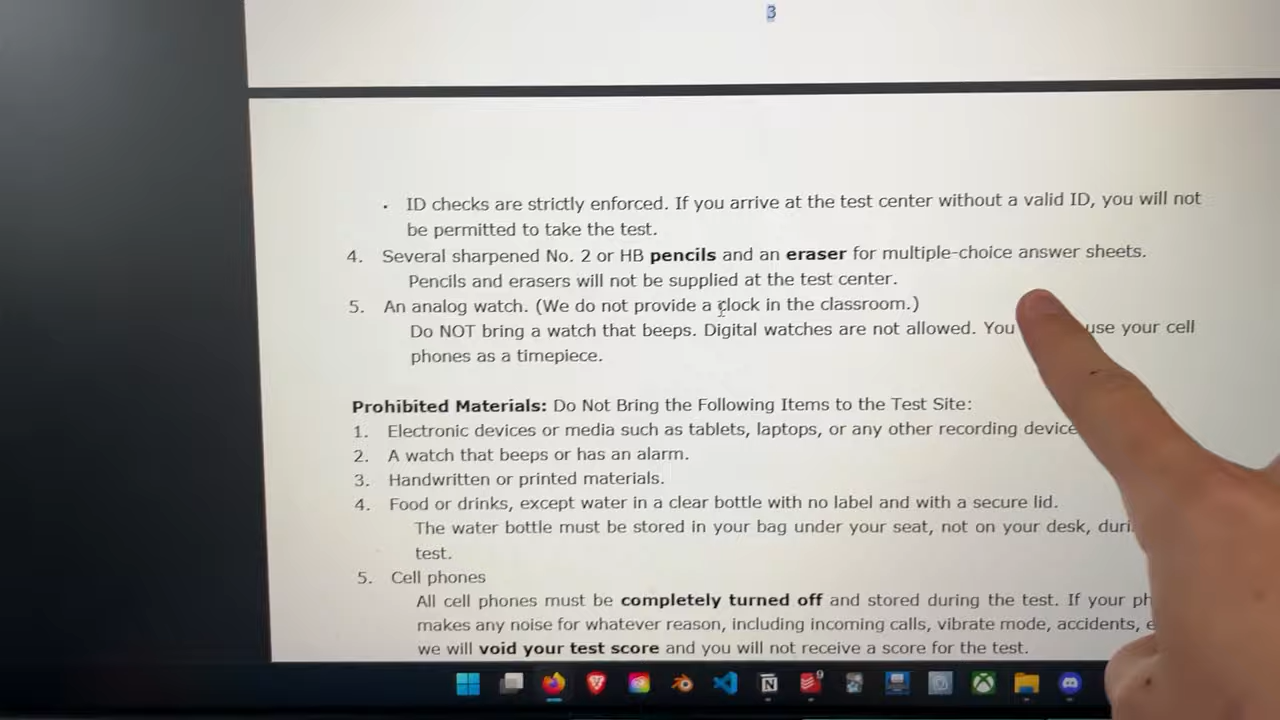 3
· ID checks are strictly enforced. If you arrive at the test center without a valid ID, you will not
be permitted to take the test.
4. Several sharpened No. 2 or HB pencils and an eraser for multiple-choice answer sheets.
Pencils and erasers will not be supplied at the test center.
5. An analog watch. (We do not provide a clock in the classroom.)
Do NOT bring a watch that beeps. Digital watches are not allowed. You use your cell
phones as a timepiece.
Prohibited Materials: Do Not Bring the Following Items to the Test Site:
1. Electronic devices or media such as tablets, laptops, or any other recording device
2. A watch that beeps or has an alarm.
3. Handwritten or printed materials.
4. Food or drinks, except water in a clear bottle with no label and with a secure lid.
The water bottle must be stored in your bag under your seat, not on your desk,
test.
5. Cell phones
All cell phones must be completely turned off and stored during the test. If your
makes any noise for whatever reason, including incoming calls, vibrate mode, accidents,
we will void your test score and you will not receive a score for the test.
9